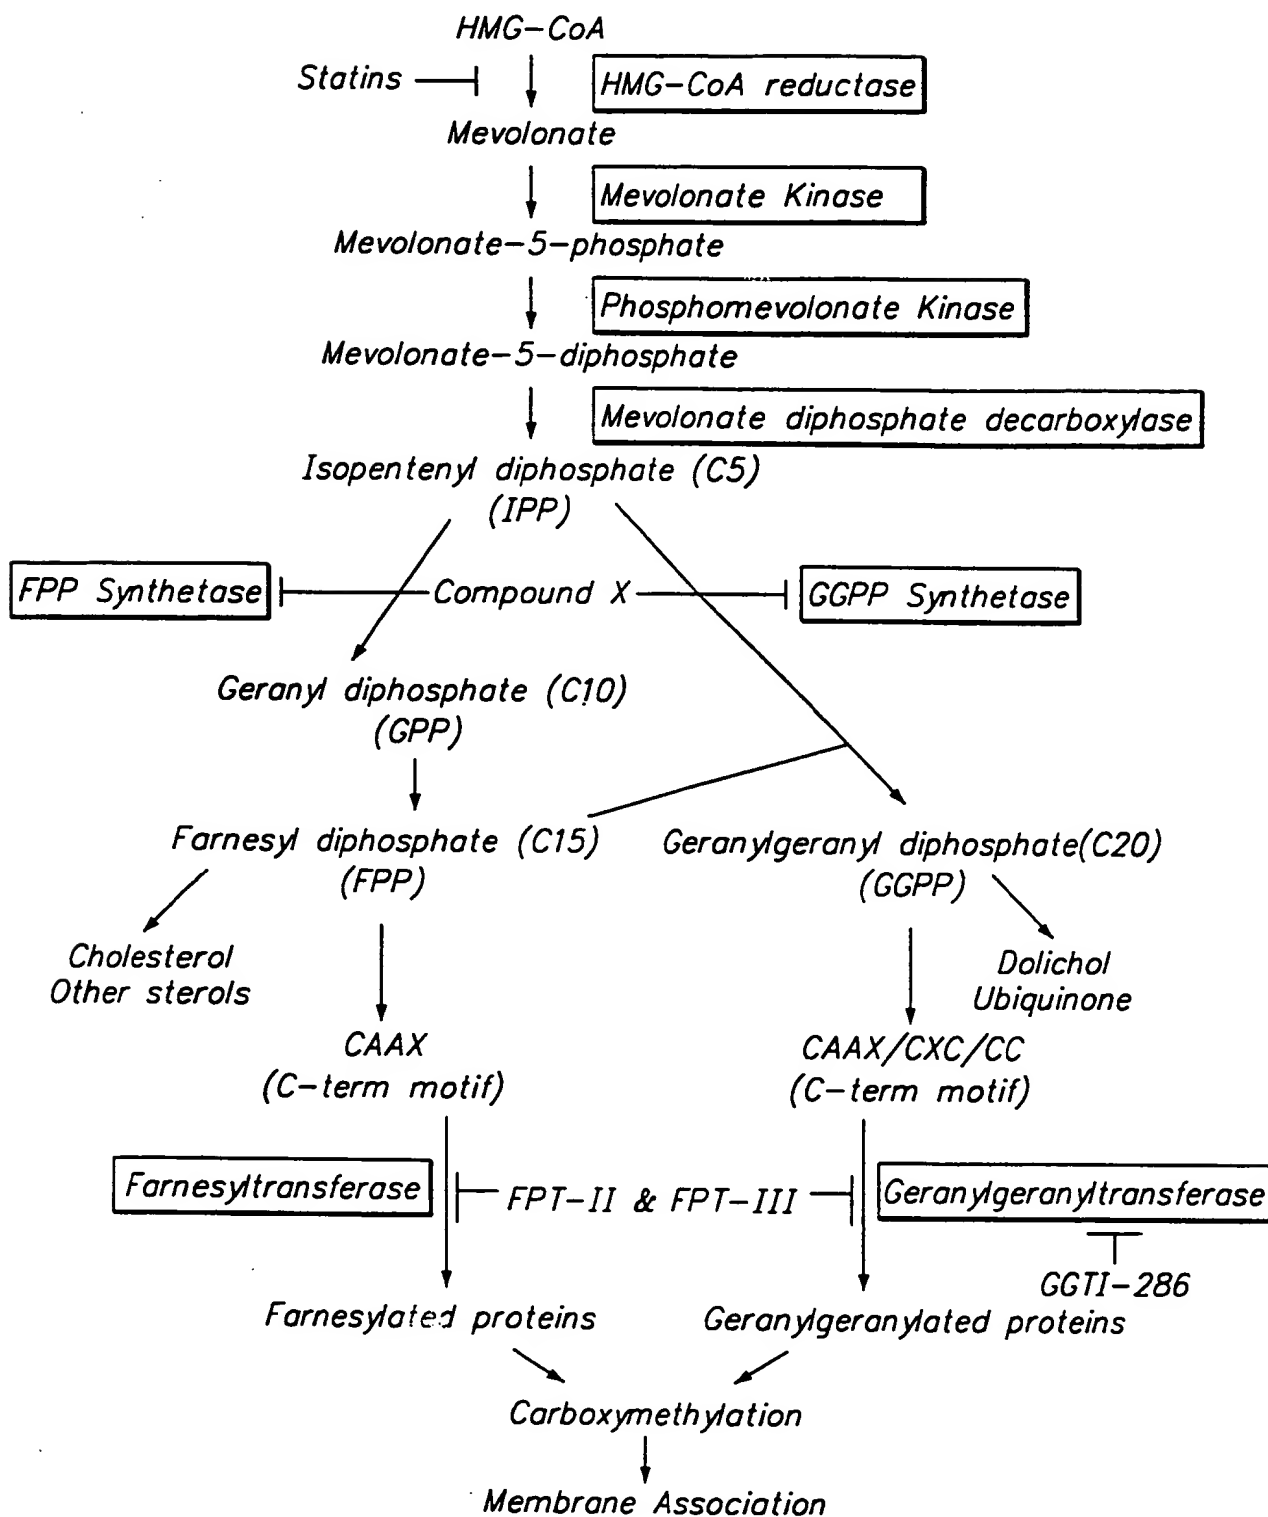 HMG-CoA
Statins
HMG-CoA reductase
Mevolonate
Mevolonate Kinase
Mevolonate-5-phosphate
Phosphomevolonate Kinase
Mevolonate-5-diphosphate
Mevolonate diphosphate decarboxylase
Isopentenyl diphosphate (C5)
(IPP)
FPP Synthetase
Compound X
GGPP Synthetase
Geranyl diphosphate (C10)
(GPP)
Farnesyl diphosphate (C15)
(FPP)
Geranylgeranyl diphosphate(C20)
(GGPP)
Cholesterol
Other sterols
Dolichol
Ubiquinone
CAAX
(C-term motif)
CAAX/CXC/CC
(C-term motif)
Farnesyltransferase
FPT-II & FPT-III
Geranylgeranyltransferase
GGTI-286
Farnesylated proteins
Geranylgeranylated proteins
Carboxymethylation
Membrane Association